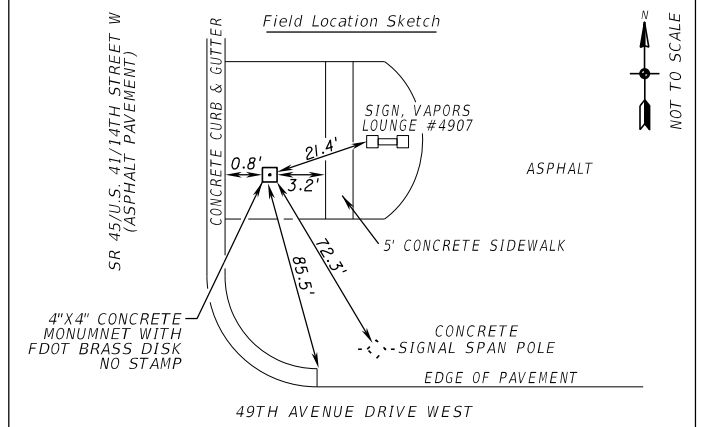 Field Location Sketch
N
NOT TO SCALE
SR 45/U.S. 41/14TH STREET W
(ASPHALT PAVEMENT)
CONCRETE CURB & GUTTER
SIGN, VAPORS
LOUNGE #4907
21.4'
0.8'
3.2'
ASPHALT
5' CONCRETE SIDEWALK
72.3'
85.5'
4"X4" CONCRETE
MONUMNET WITH
FDOT BRASS DISK
NO STAMP
CONCRETE
SIGNAL SPAN POLE
EDGE OF PAVEMENT
49TH AVENUE DRIVE WEST